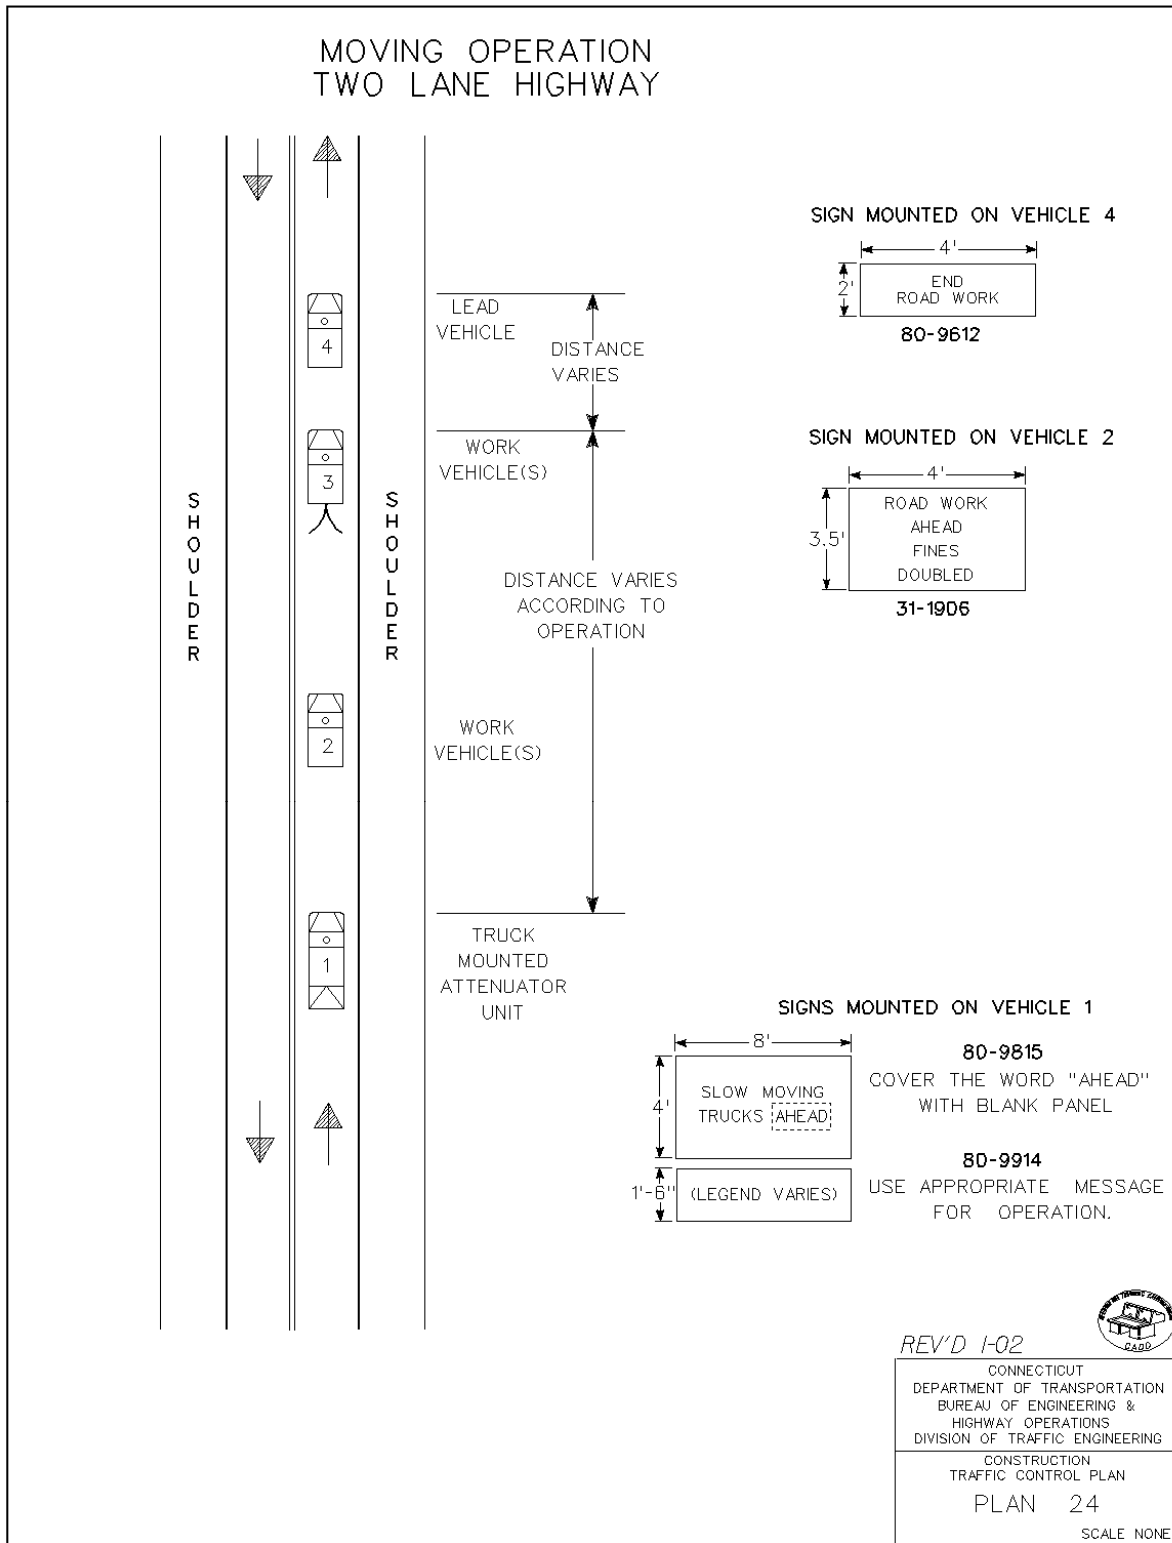 MOVING OPERATION
TWO LANE HIGHWAY
SIGN MOUNTED ON VEHICLE 4
4'
2'
END
ROAD WORK
80-9612
LEAD
VEHICLE
4
DISTANCE
VARIES
SIGN MOUNTED ON VEHICLE 2
4'
3.5'
ROAD WORK
AHEAD
FINES
DOUBLED
31-1906
WORK
VEHICLE(S)
3
SHOULDER
SHOULDER
DISTANCE VARIES
ACCORDING TO
OPERATION
2
WORK
VEHICLE(S)
1
TRUCK
MOUNTED
ATTENUATOR
UNIT
SIGNS MOUNTED ON VEHICLE 1
8'
4'
SLOW MOVING
TRUCKS AHEAD
80-9815
COVER THE WORD "AHEAD"
WITH BLANK PANEL
1'-6"
(LEGEND VARIES)
80-9914
USE APPROPRIATE MESSAGE
FOR OPERATION.
REV'D 1-02
CADD
CONNECTICUT
DEPARTMENT OF TRANSPORTATION
BUREAU OF ENGINEERING &
HIGHWAY OPERATIONS
DIVISION OF TRAFFIC ENGINEERING
CONSTRUCTION
TRAFFIC CONTROL PLAN
PLAN 24
SCALE NONE